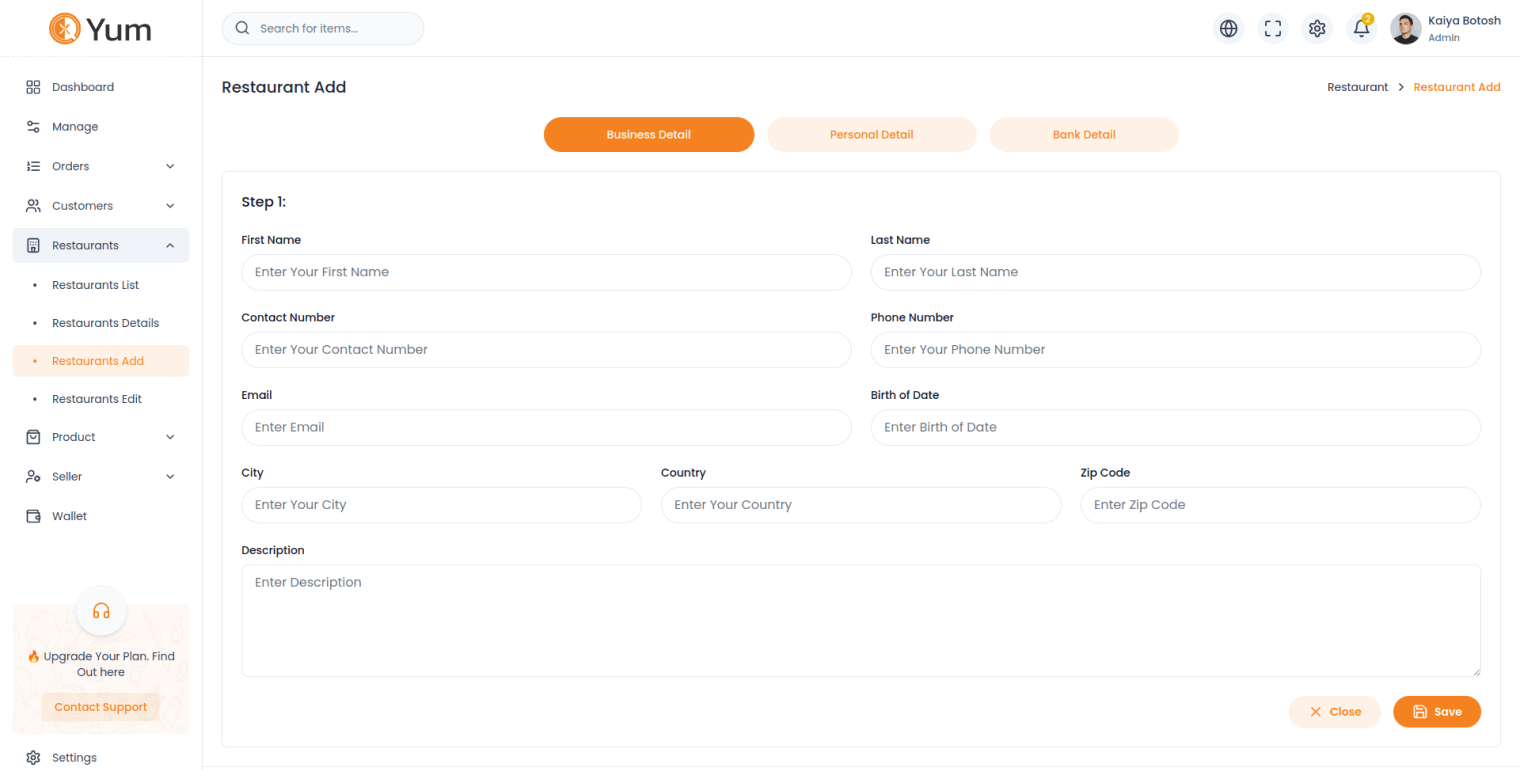 Yum
Search for items...
2
Kaiya Botosh
Admin
Dashboard
Manage
Orders
Customers
Restaurants
Restaurants List
Restaurants Details
Restaurants Add
Restaurants Edit
Product
Seller
Wallet
🔥 Upgrade Your Plan. Find
Out here
Contact Support
Settings
Restaurant Add
Restaurant > Restaurant Add
Business Detail
Personal Detail
Bank Detail
Step 1:
First Name
Enter Your First Name
Last Name
Enter Your Last Name
Contact Number
Enter Your Contact Number
Phone Number
Enter Your Phone Number
Email
Enter Email
Birth of Date
Enter Birth of Date
City
Enter Your City
Country
Enter Your Country
Zip Code
Enter Zip Code
Description
Enter Description
Close
Save